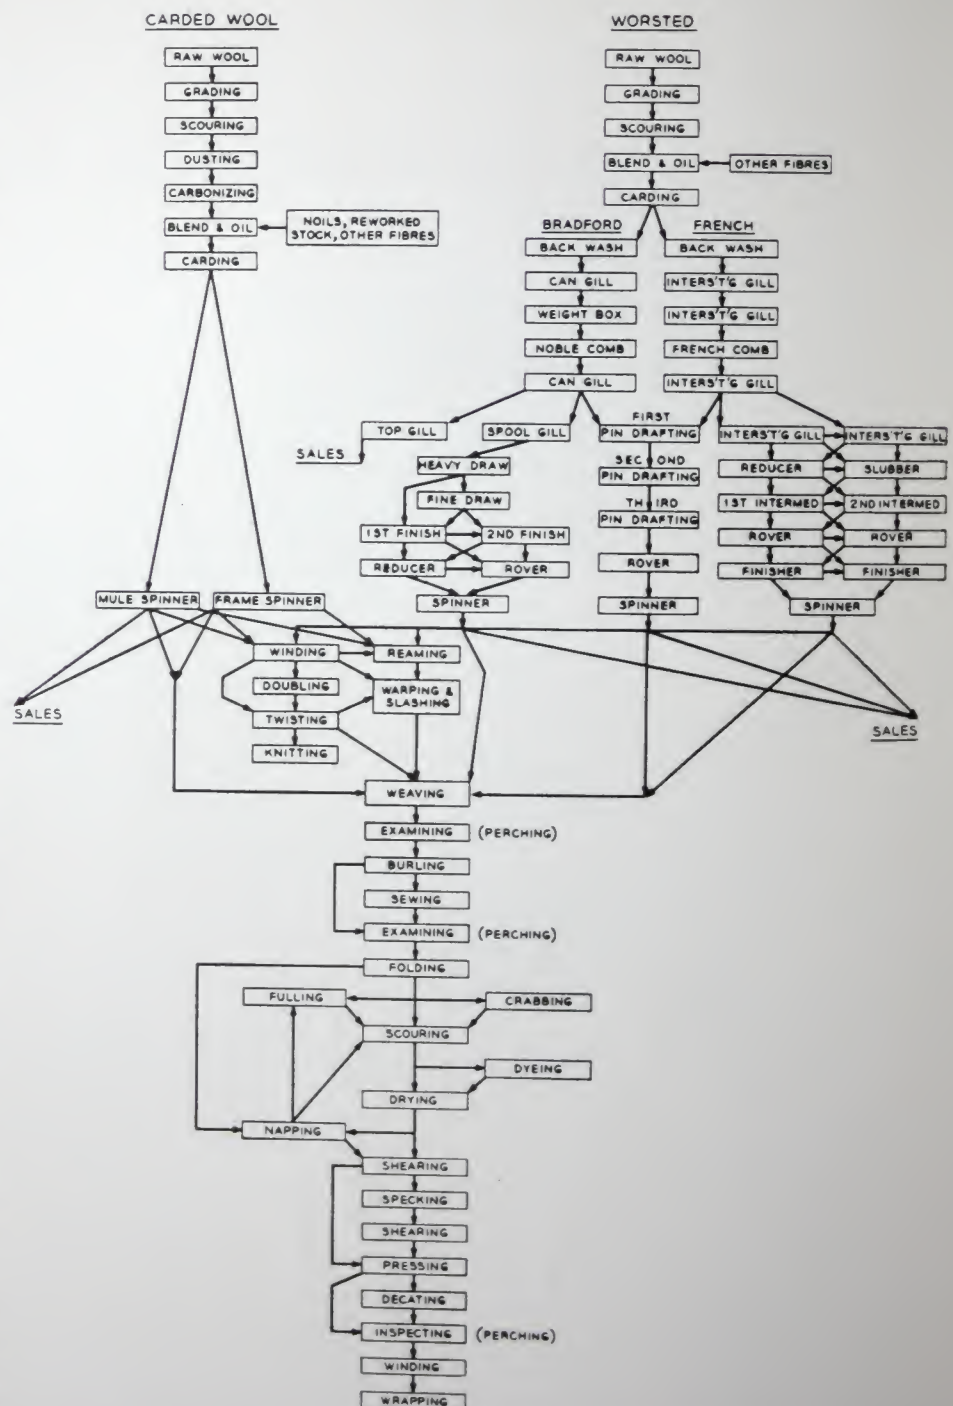 CARDED WOOL
RAW WOOL
GRADING
SCOURING
DUSTING
CARBONIZING
BLEND & OIL
NOILS, REWORKED
STOCK, OTHER FIBRES
CARDING
WORSTED
RAW WOOL
GRADING
SCOURING
BLEND & OIL
OTHER FIBRES
CARDING
BRADFORD
BACK WASH
CAN GILL
WEIGHT BOX
NOBLE COMB
CAN GILL
FRENCH
BACK WASH
INTERS'T'G GILL
INTERS'T'G GILL
FRENCH COMB
INTERS'T'G GILL
TOP GILL
SALES
SPOOL GILL
HEAVY DRAW
FINE DRAW
1ST FINISH
2ND FINISH
REDUCER
ROVER
SPINNER
FIRST
PIN DRAFTING
SECOND
PIN DRAFTING
THIRD
PIN DRAFTING
ROVER
SPINNER
INTERS'T'G GILL
INTERS'T'G GILL
REDUCER
SLUBBER
1ST INTERMED
2ND INTERMED
ROVER
ROVER
FINISHER
FINISHER
SPINNER
MULE SPINNER
FRAME SPINNER
SALES
WINDING
REAMING
DOUBLING
WARPING &
SLASHING
TWISTING
KNITTING
SALES
WEAVING
EXAMINING (PERCHING)
BURLING
SEWING
EXAMINING (PERCHING)
FOLDING
FULLING
CRABBING
SCOURING
DYEING
DRYING
NAPPING
SHEARING
SPECKING
SHEARING
PRESSING
DECATING
INSPECTING (PERCHING)
WINDING
WRAPPING